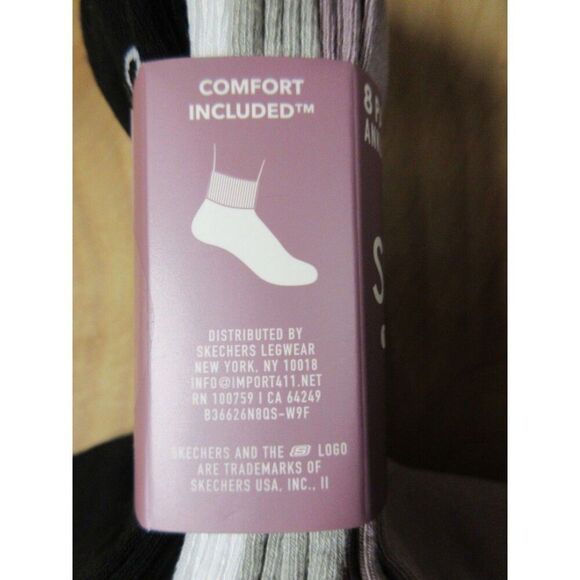 COMFORT
INCLUDED™
DISTRIBUTED BY
SKECHERS LEGWEAR
NEW YORK, NY 10018
INFO@IMPORT411.NET
RN 100759 | CA 64249
B36626N8QS-W9F
SKECHERS AND THE S LOGO
ARE TRADEMARKS OF
SKECHERS USA, INC., II
8
S